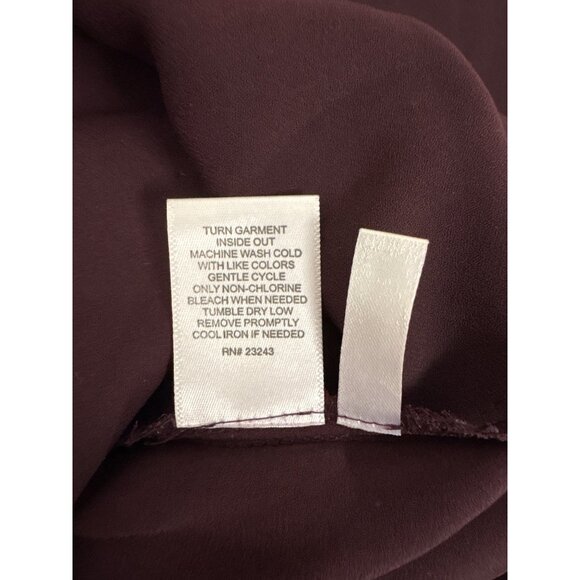 TURN GARMENT
INSIDE OUT
MACHINE WASH COLD
WITH LIKE COLORS
GENTLE CYCLE
ONLY NON-CHLORINE
BLEACH WHEN NEEDED
TUMBLE DRY LOW
REMOVE PROMPTLY
COOL IRON IF NEEDED
RN# 23243